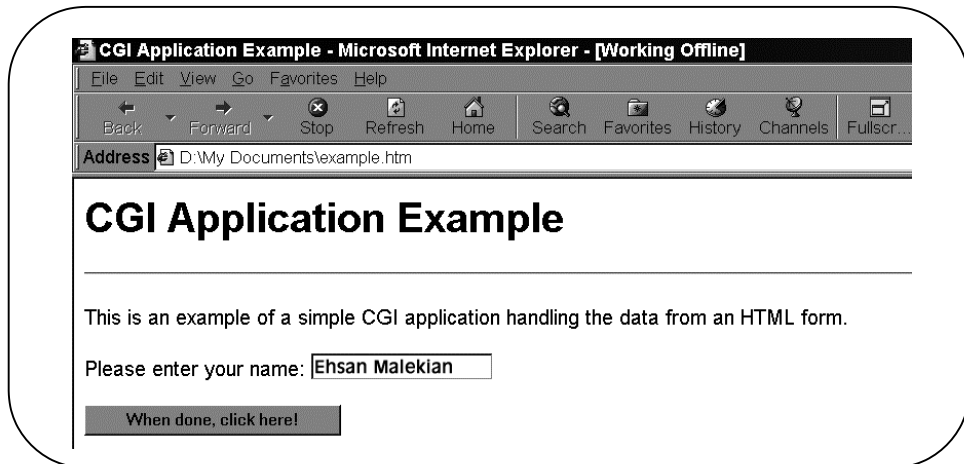 CGI Application Example - Microsoft Internet Explorer - [Working Offline]
File Edit View Go Favorites Help
Back Forward Stop Refresh Home Search Favorites History Channels Fullscr...
Address D:\My Documents\example.htm
CGI Application Example
This is an example of a simple CGI application handling the data from an HTML form.
Please enter your name: Ehsan Malekian
When done, click here!